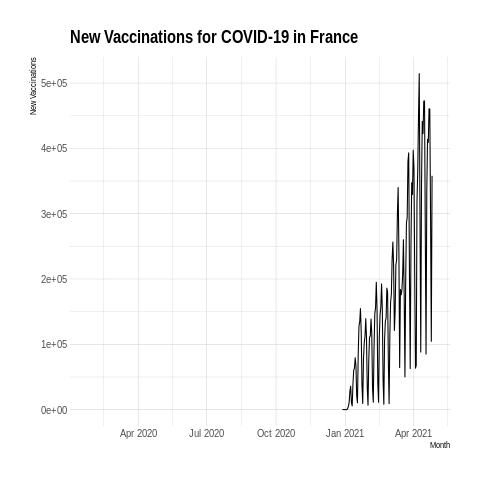 New Vaccinations for COVID-19 in France
New Vaccinations
5e+05
4e+05
3e+05
2e+05
1e+05
0e+00
Apr 2020 Jul 2020 Oct 2020 Jan 2021 Apr 2021
Month